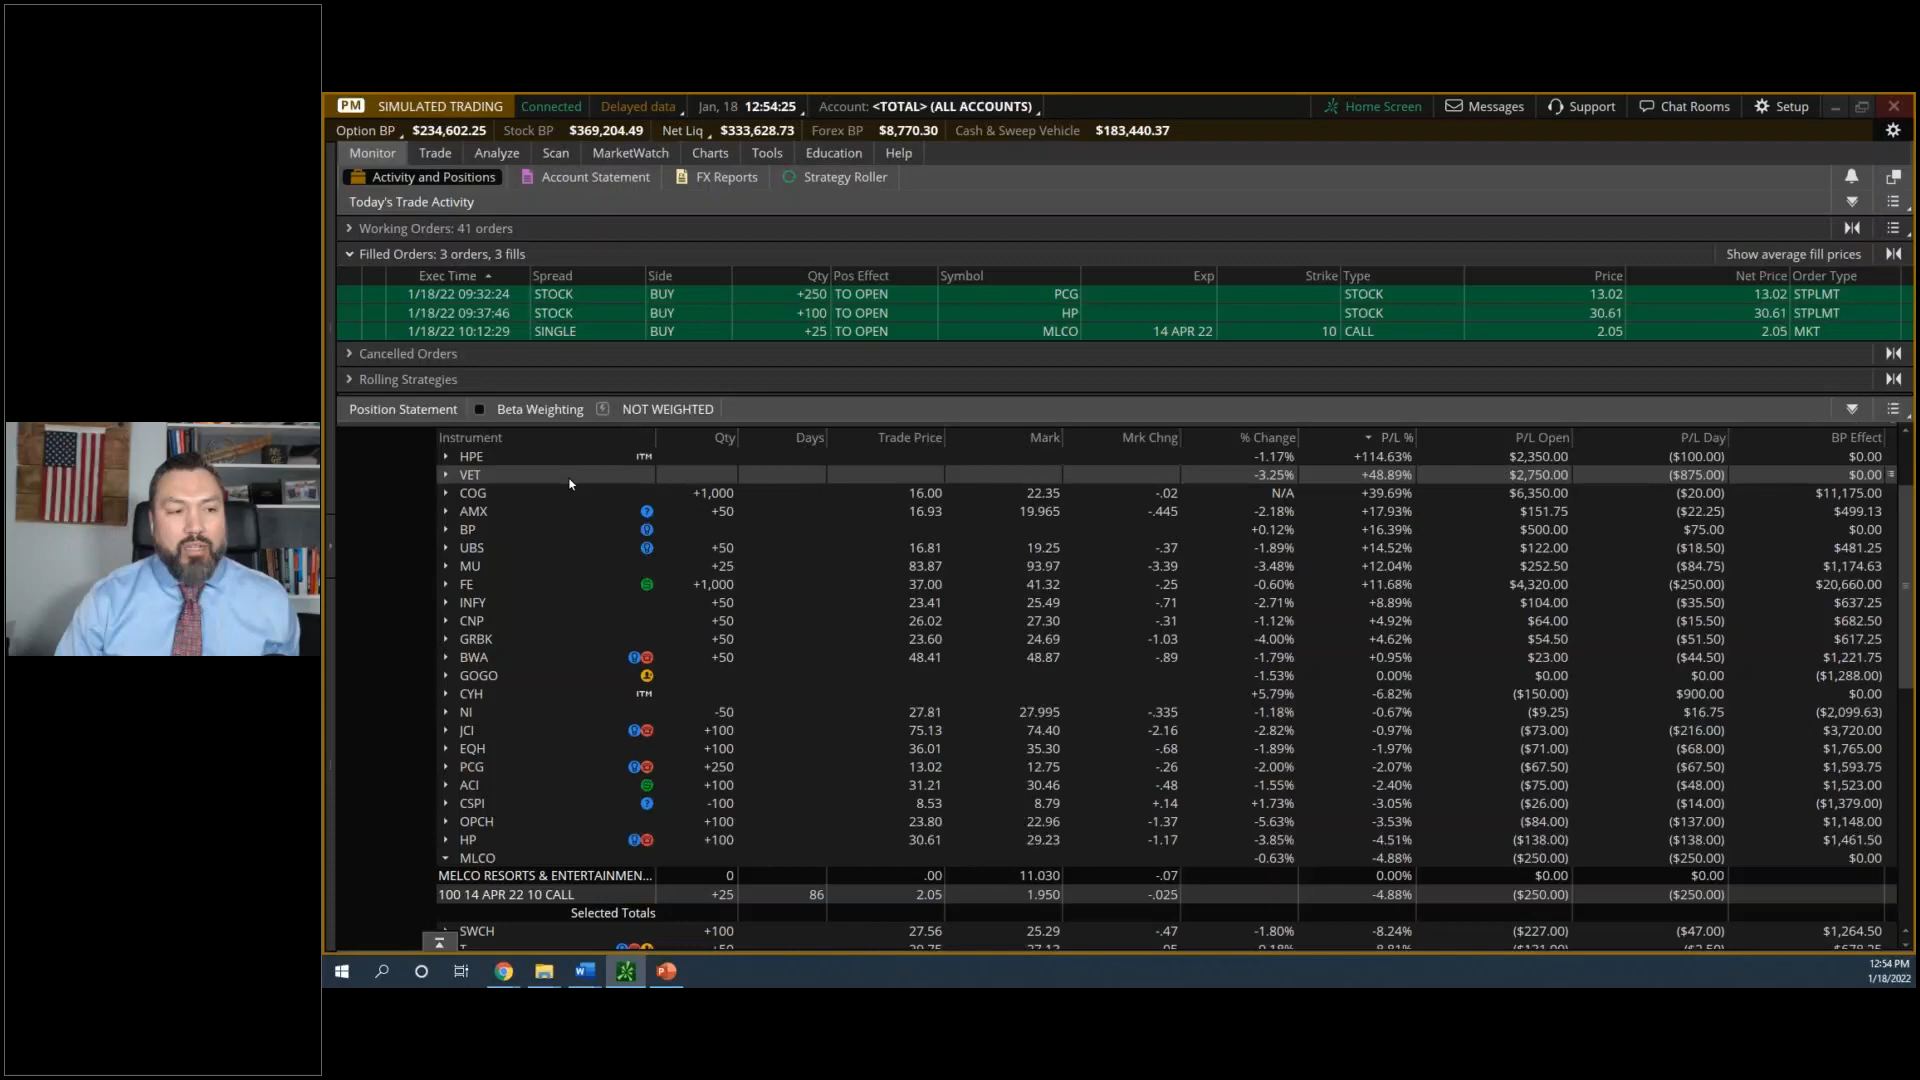 PM SIMULATED TRADING Connected Delayed data Jan, 18 12:54:25 Account: <TOTAL> (ALL ACCOUNTS) Home Screen Messages Support Chat Rooms Setup
Option BP $234,602.25 Stock BP $369,204.49 Net Liq $333,628.73 Forex BP $8,770.30 Cash & Sweep Vehicle $183,440.37
Monitor Trade Analyze Scan MarketWatch Charts Tools Education Help
Activity and Positions Account Statement FX Reports Strategy Roller
Today's Trade Activity
Working Orders: 41 orders
Filled Orders: 3 orders, 3 fills Show average fill prices
Exec Time Spread Side Qty Pos Effect Symbol Exp Strike Type Price Net Price Order Type
1/18/22 09:32:24 STOCK BUY +250 TO OPEN PCG STOCK 13.02 13.02 STPLMT
1/18/22 09:37:46 STOCK BUY +100 TO OPEN HP STOCK 30.61 30.61 STPLMT
1/18/22 10:12:29 SINGLE BUY +25 TO OPEN MLCO 14 APR 22 10 CALL 2.05 2.05 MKT
Cancelled Orders
Rolling Strategies
Position Statement Beta Weighting NOT WEIGHTED
Instrument Qty Days Trade Price Mark Mrk Chng % Change P/L % P/L Open P/L Day BP Effect
HPE ITM -1.17% +114.63% $2,350.00 ($100.00) $0.00
VET -3.25% +48.89% $2,750.00 ($875.00) $0.00
COG +1,000 16.00 22.35 -.02 N/A +39.69% $6,350.00 ($20.00) $11,175.00
AMX +50 16.93 19.965 -.445 -2.18% +17.93% $151.75 ($22.25) $499.13
BP +0.12% +16.39% $500.00 $75.00 $0.00
UBS +50 16.81 19.25 -.37 -1.89% +14.52% $122.00 ($18.50) $481.25
MU +25 83.87 93.97 -3.39 -3.48% +12.04% $252.50 ($84.75) $1,174.63
FE +1,000 37.00 41.32 -.25 -0.60% +11.68% $4,320.00 ($250.00) $20,660.00
INFY +50 23.41 25.49 -.71 -2.71% +8.89% $104.00 ($35.50) $637.25
CNP +50 26.02 27.30 -.31 -1.12% +4.92% $64.00 ($15.50) $682.50
GRBK +50 23.60 24.69 -1.03 -4.00% +4.62% $54.50 ($51.50) $617.25
BWA +50 48.41 48.87 -.89 -1.79% +0.95% $23.00 ($44.50) $1,221.75
GOGO -1.53% 0.00% $0.00 $0.00 ($1,288.00)
CYH ITM +5.79% -6.82% ($150.00) $900.00 $0.00
NI -50 27.81 27.995 -.335 -1.18% -0.67% ($9.25) $16.75 ($2,099.63)
JCI +100 75.13 74.40 -2.16 -2.82% -0.97% ($73.00) ($216.00) $3,720.00
EQH +100 36.01 35.30 -.68 -1.89% -1.97% ($71.00) ($68.00) $1,765.00
PCG +250 13.02 12.75 -.26 -2.00% -2.07% ($67.50) ($67.50) $1,593.75
ACI +100 31.21 30.46 -.48 -1.55% -2.40% ($75.00) ($48.00) $1,523.00
CSPI -100 8.53 8.79 +.14 +1.73% -3.05% ($26.00) ($14.00) ($1,379.00)
OPCH +100 23.80 22.96 -1.37 -5.63% -3.53% ($84.00) ($137.00) $1,148.00
HP +100 30.61 29.23 -1.17 -3.85% -4.51% ($138.00) ($138.00) $1,461.50
MLCO -0.63% -4.88% ($250.00) ($250.00) $0.00
MELCO RESORTS & ENTERTAINMEN... 0 .00 11.030 -.07 0.00% $0.00 $0.00
100 14 APR 22 10 CALL +25 86 2.05 1.950 -.025 -4.88% ($250.00) ($250.00)
Selected Totals
SWCH +100 27.56 25.29 -.47 -1.80% -8.24% ($227.00) ($47.00) $1,264.50
12:54 PM
1/18/2022